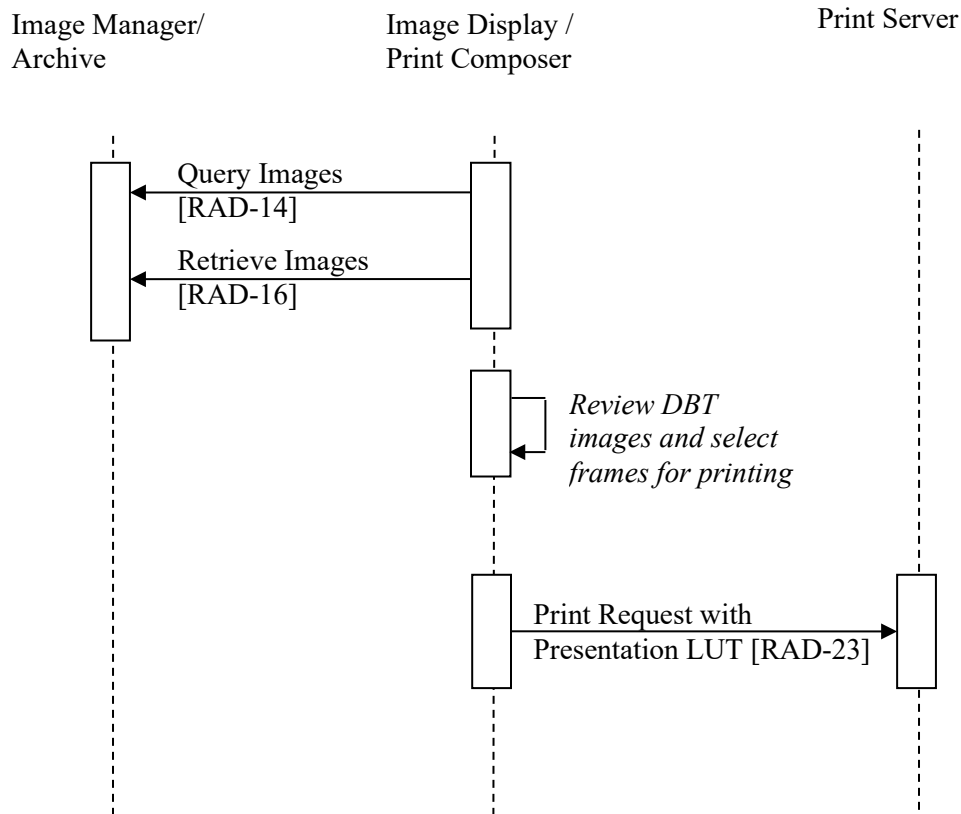 Image Manager/
Archive
Image Display /
Print Composer
Print Server
Query Images
[RAD-14]
Retrieve Images
[RAD-16]
Review DBT
images and select
frames for printing
Print Request with
Presentation LUT [RAD-23]